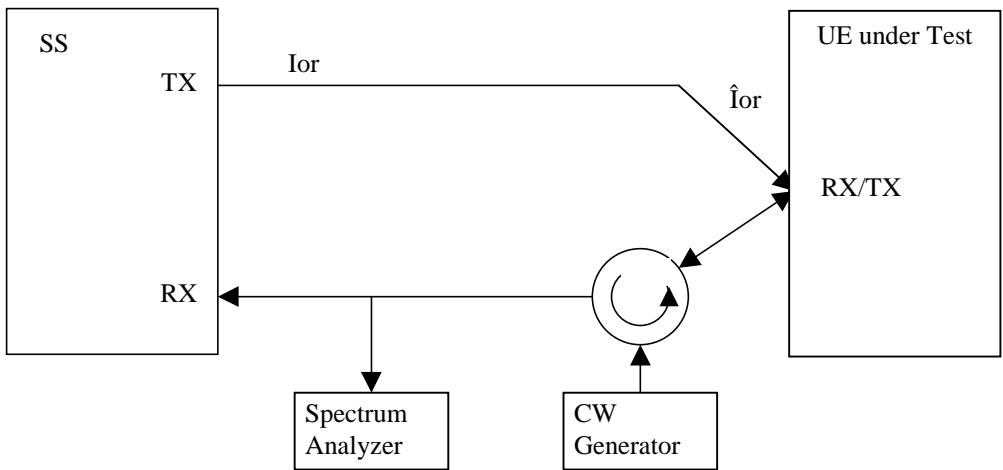 SS
UE under Test
TX
Ior
Îor
RX/TX
RX
Spectrum
Analyzer
CW
Generator